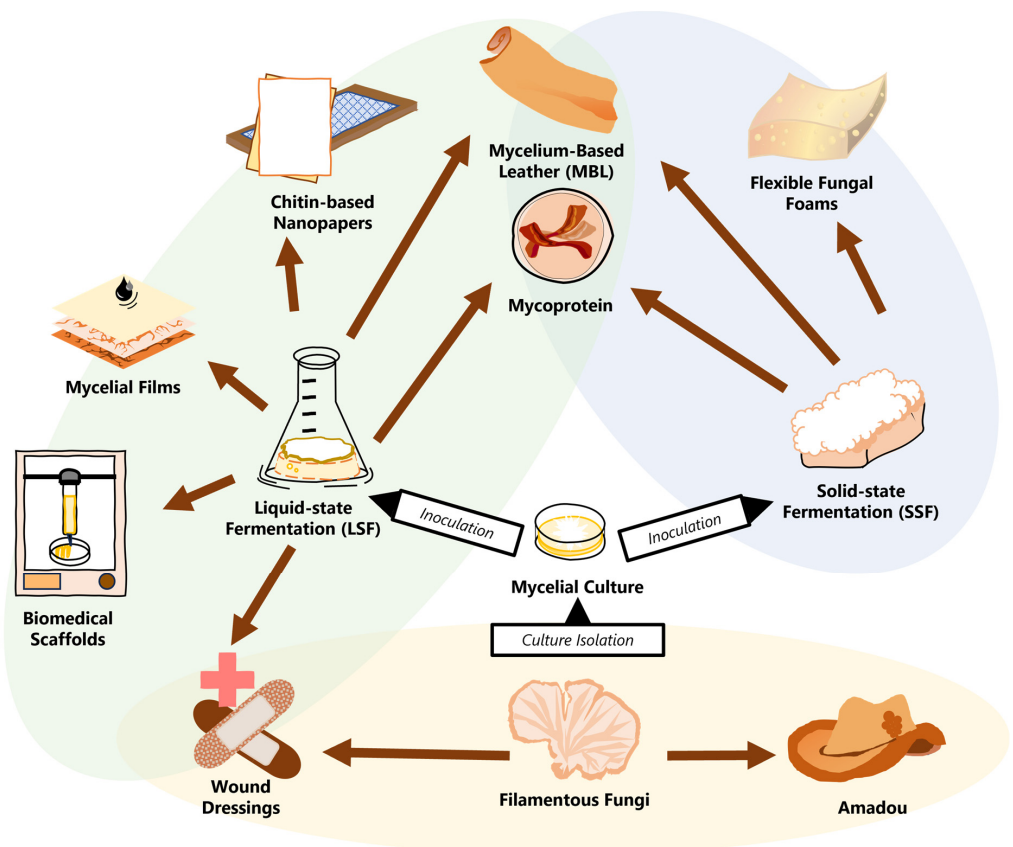 Mycelium-Based
Leather (MBL)
Flexible Fungal
Foams
Chitin-based
Nanopapers
Mycoprotein
Mycelial Films
Liquid-state
Fermentation (LSF)
Inoculation
Inoculation
Solid-state
Fermentation (SSF)
Mycelial Culture
Biomedical
Scaffolds
Culture Isolation
Wound
Dressings
Filamentous Fungi
Amadou